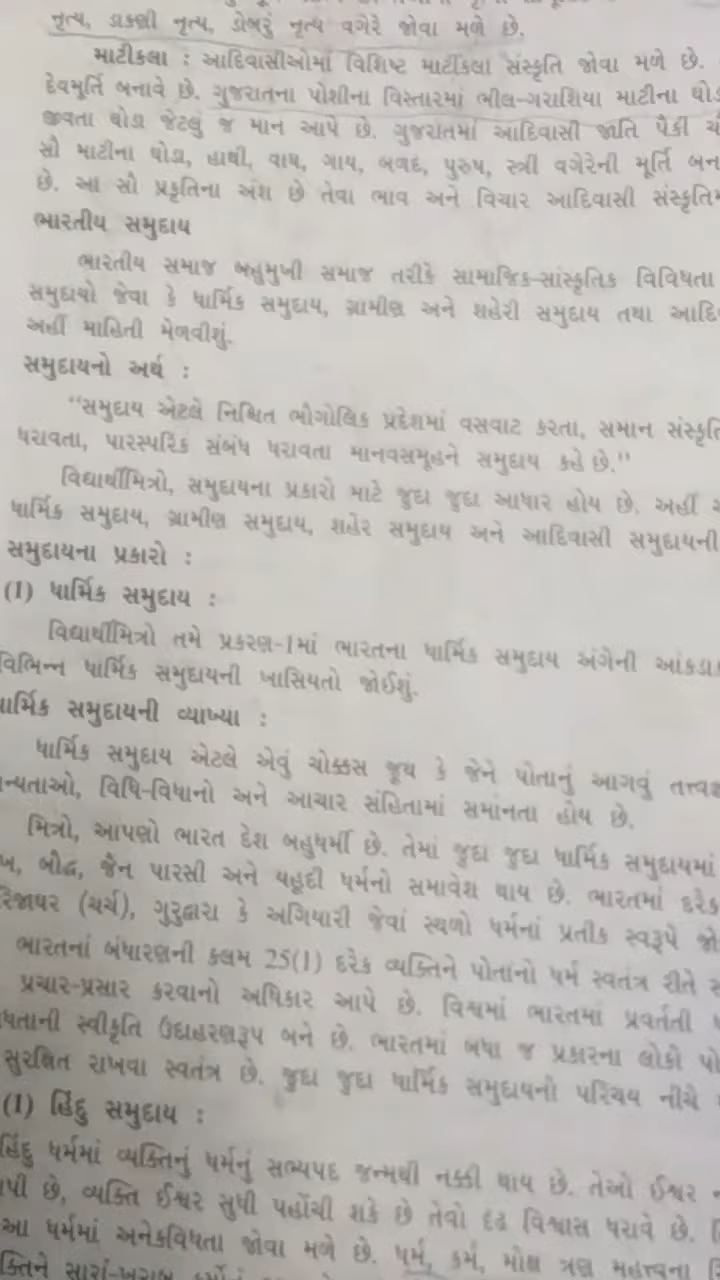 નૃત્ય, ડાકણી નૃત્ય, ડોબરું નૃત્ય વગેરે જોવા મળે છે.
માટીકલા : આદિવાસીઓમાં વિશિષ્ટ માટીકલા સંસ્કૃતિ જોવા મળે છે.
દેવમૂર્તિ બનાવે છે. ગુજરાતના પોશીના વિસ્તારમાં ભીલ-ગરાશિયા માટીના
જીવતા ઘોડા જેટલું જ માન આપે છે. ગુજરાતમાં આદિવાસી જાતિ પૈકી
સૌ માટીના ઘોડા, હાથી, વાઘ, ગાય, બળદ, પુરુષ, સ્ત્રી વગેરેની મૂર્તિ
છે. આ સૌ પ્રકૃતિના અંશ છે તેવા ભાવ અને વિચાર આદિવાસી
ભારતીય સમુદાય
ભારતીય સમાજ બહુમુખી સમાજ તરીકે સામાજિક-સાંસ્કૃતિક વિવિધતા
સમુદાયો જેવા કે ધાર્મિક સમુદાય, ગ્રામીણ અને શહેરી સમુદાય તથા
અહીં માહિતી મેળવીશું.
સમુદાયનો અર્થ :
"સમુદાય એટલે નિશ્ચિત ભૌગોલિક પ્રદેશમાં વસવાટ કરતા, સમાન
ધરાવતા, પારસ્પરિક સંબંધ ધરાવતા માનવસમૂહને સમુદાય કહે છે."
વિદ્યાર્થીમિત્રો, સમુદાયના પ્રકારો માટે જુદા જુદા આધાર હોય છે. અહીં
ધાર્મિક સમુદાય, ગ્રામીણ સમુદાય, શહેર સમુદાય અને આદિવાસી સમુદાયની
સમુદાયના પ્રકારો :
(1) ધાર્મિક સમુદાય :
વિદ્યાર્થીમિત્રો તમે પ્રકરણ-1માં ભારતના ધાર્મિક સમુદાય અંગેની
વિભિન્ન ધાર્મિક સમુદાયની ખાસિયતો જોઈશું.
ધાર્મિક સમુદાયની વ્યાખ્યા :
ધાર્મિક સમુદાય એટલે એવું ચોક્કસ જૂથ કે જેને પોતાનું આગવું
વિધિ-વિધાનો અને આચાર સંહિતામાં સમાનતા હોય છે.
મિત્રો, આપણો ભારત દેશ બહુધર્મી છે. તેમાં જુદા જુદા ધાર્મિક સમુદાયમાં
બૌદ્ધ, જૈન પારસી અને યહૂદી ધર્મનો સમાવેશ થાય છે. ભારતમાં દરેક
(ચર્ચ), ગુરુદ્વારા કે અગિયારી જેવાં સ્થળો ધર્મનાં પ્રતીક સ્વરૂપે
ભારતનાં બંધારણની કલમ 25(1) દરેક વ્યક્તિને પોતાનો ધર્મ સ્વતંત્ર રીતે
પ્રચાર-પ્રસાર કરવાનો અધિકાર આપે છે. વિશ્વમાં ભારતમાં પ્રવર્તતી
સ્વીકૃતિ ઉદાહરણરૂપ બને છે. ભારતમાં બધા જ પ્રકારના લોકો
સુરક્ષિત રાખવા સ્વતંત્ર છે. જુદા જુદા ધાર્મિક સમુદાયનો પરિચય નીચે
(1) હિંદુ સમુદાય :
હિંદુ ધર્મમાં વ્યક્તિનું ધર્મનું સભ્યપદ જન્મથી નક્કી થાય છે. તેઓ ઈશ્વર
છે, વ્યક્તિ ઈશ્વર સુધી પહોંચી શકે છે તેવો દૃઢ વિશ્વાસ ધરાવે છે.
આ ધર્મમાં અનેકવિધતા જોવા મળે છે. ધર્મ, કર્મ, મોક્ષ ત્રણ મહત્ત્વના